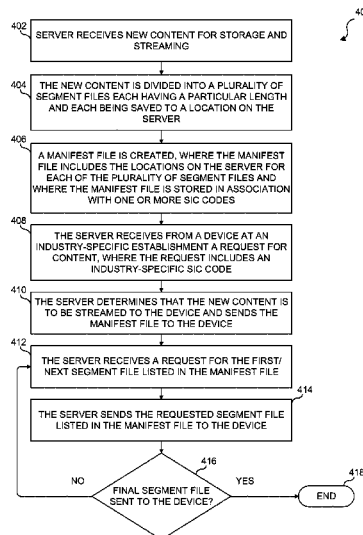 40
402
SERVER RECEIVES NEW CONTENT FOR STORAGE AND
STREAMING
404
THE NEW CONTENT IS DIVIDED INTO A PLURALITY OF
SEGMENT FILES EACH HAVING A PARTICULAR LENGTH
AND EACH BEING SAVED TO A LOCATION ON THE
SERVER
406
A MANIFEST FILE IS CREATED, WHERE THE MANIFEST
FILE INCLUDES THE LOCATIONS ON THE SERVER FOR
EACH OF THE PLURALITY OF SEGMENT FILES AND
WHERE THE MANIFEST FILE IS STORED IN ASSOCIATION
WITH ONE OR MORE SIC CODES
408
THE SERVER RECEIVES FROM A DEVICE AT AN
INDUSTRY-SPECIFIC ESTABLISHMENT A REQUEST FOR
CONTENT, WHERE THE REQUEST INCLUDES AN
INDUSTRY-SPECIFIC SIC CODE
410
THE SERVER DETERMINES THAT THE NEW CONTENT IS
TO BE STREAMED TO THE DEVICE AND SENDS THE
MANIFEST FILE TO THE DEVICE
412
THE SERVER RECEIVES A REQUEST FOR THE FIRST/
NEXT SEGMENT FILE LISTED IN THE MANIFEST FILE
414
THE SERVER SENDS THE REQUESTED SEGMENT FILE
LISTED IN THE MANIFEST FILE TO THE DEVICE
416
NO
FINAL SEGMENT FILE
SENT TO THE DEVICE?
YES
418
END